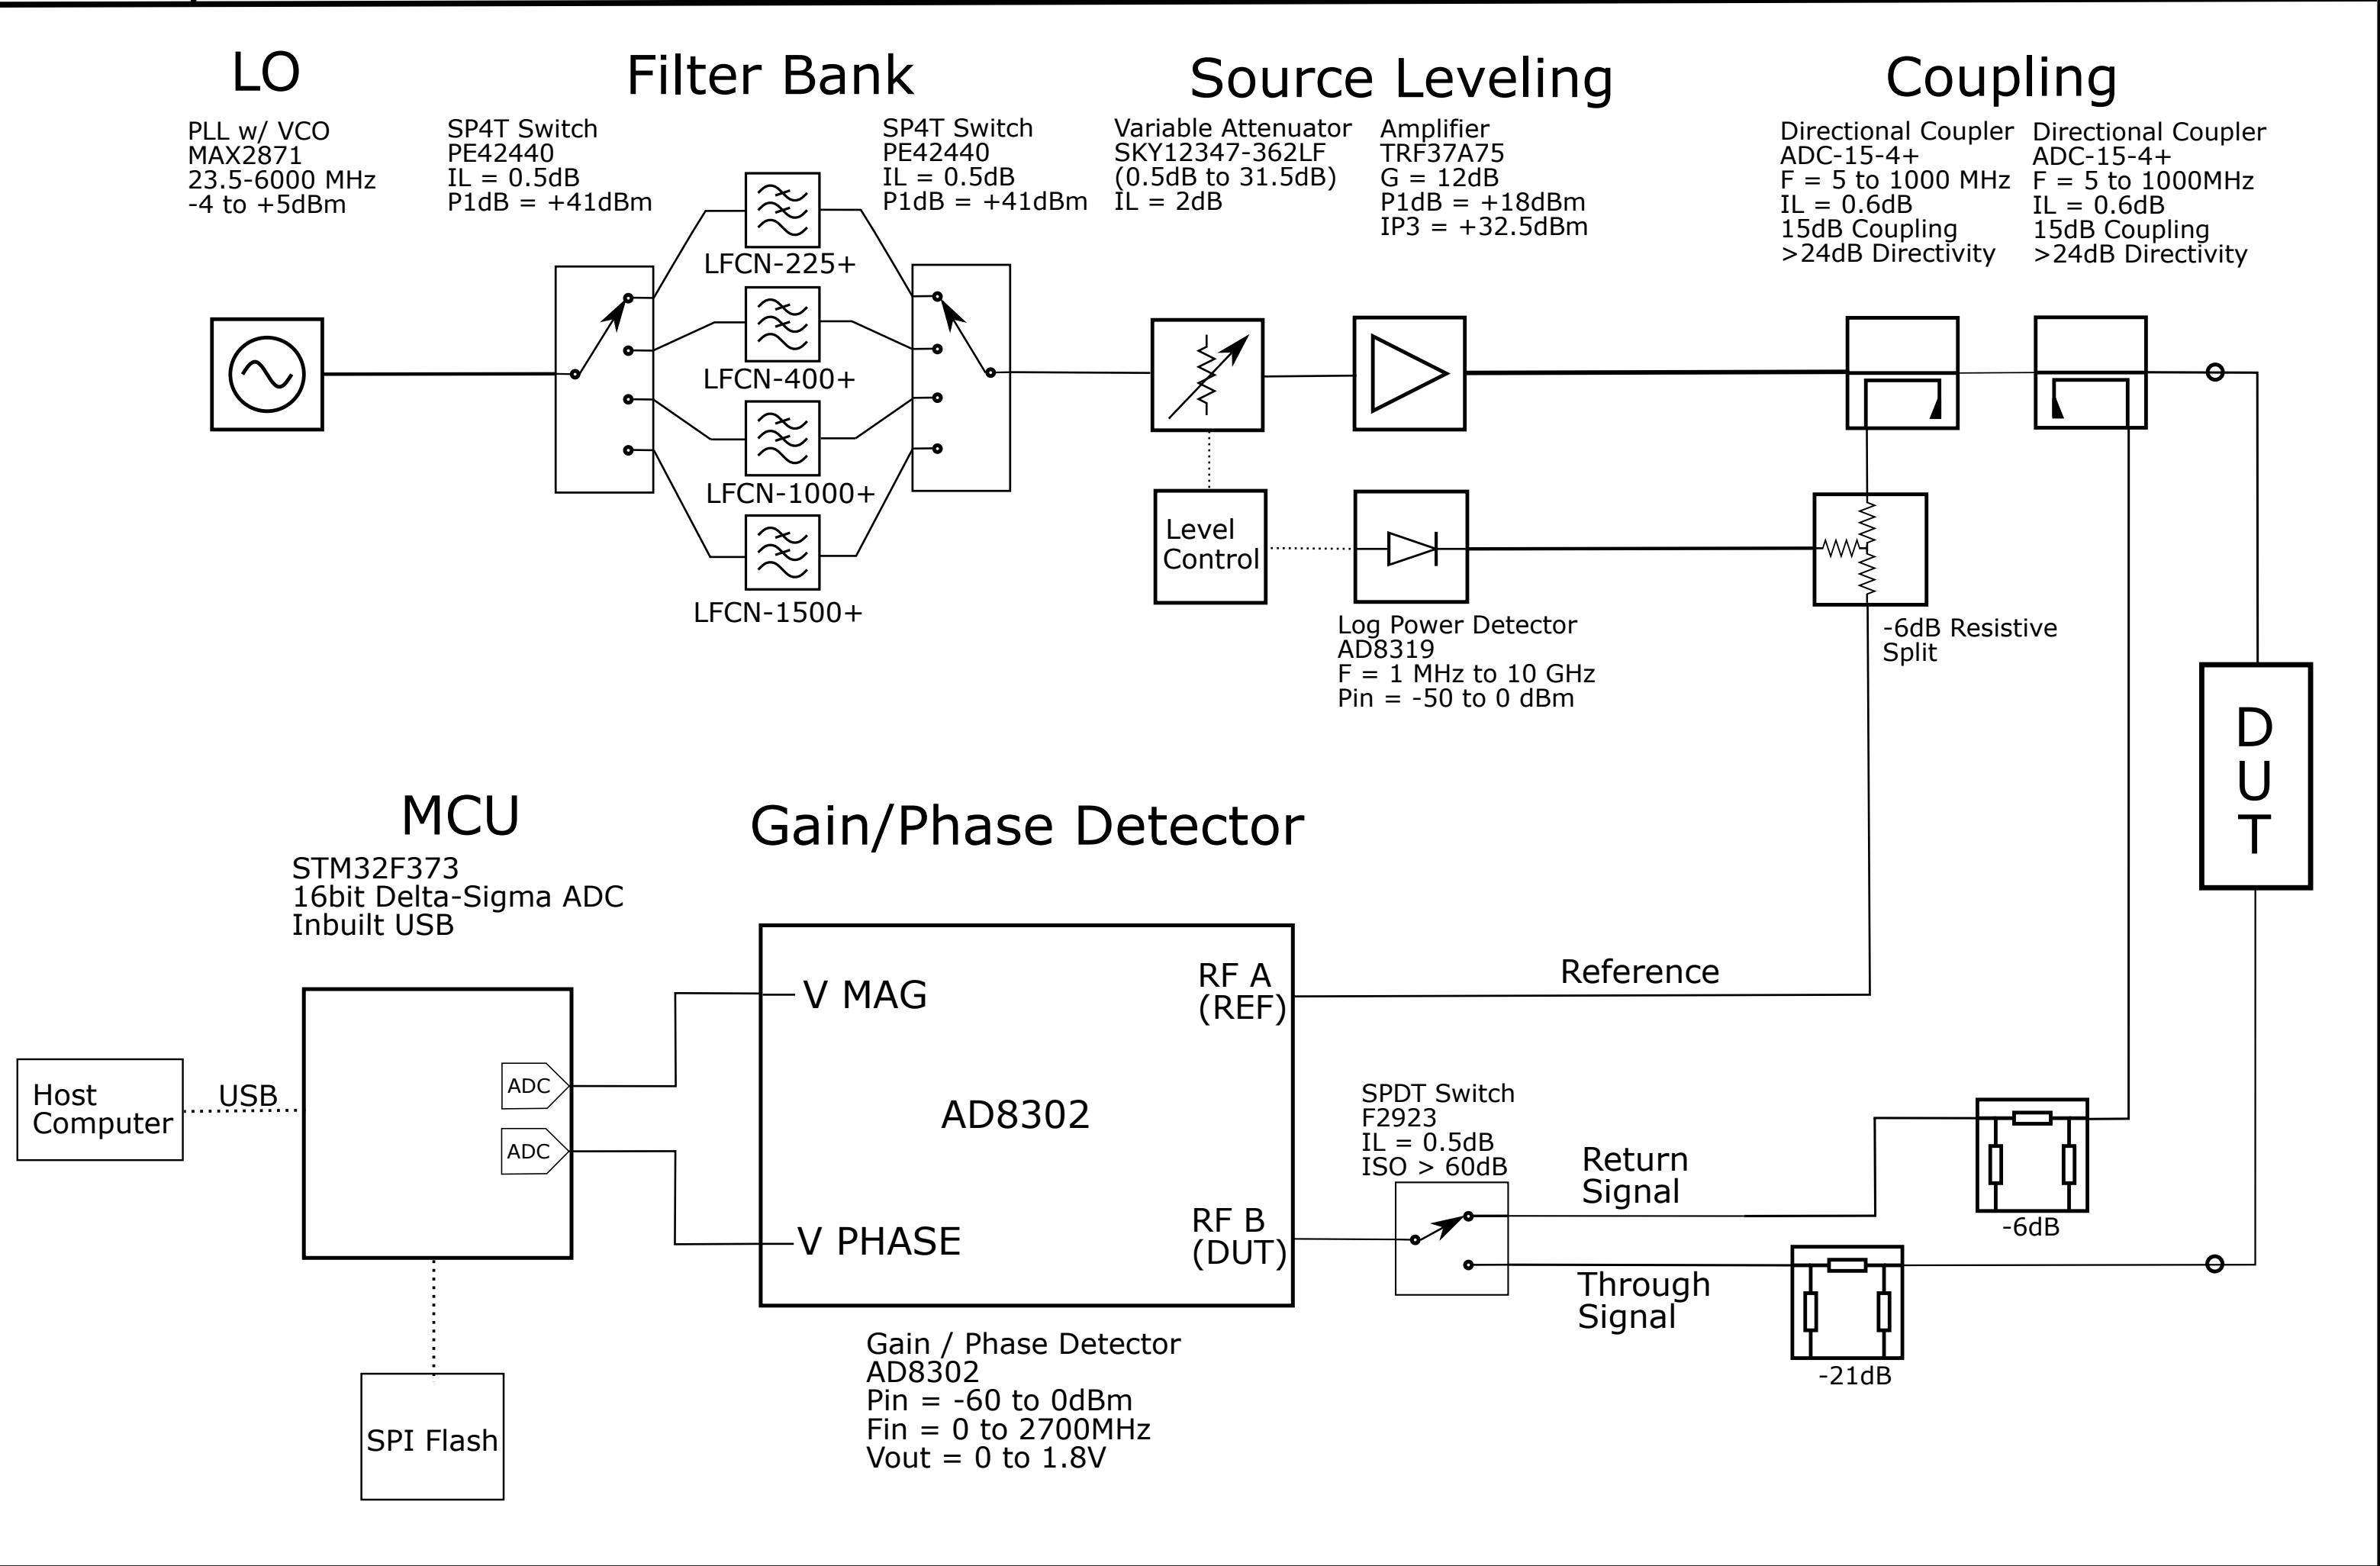 LO
PLL w/ VCO
MAX2871
23.5-6000 MHz
-4 to +5dBm
Filter Bank
SP4T Switch
PE42440
IL = 0.5dB
P1dB = +41dBm
SP4T Switch
PE42440
IL = 0.5dB
P1dB = +41dBm
LFCN-225+
LFCN-400+
LFCN-1000+
LFCN-1500+
Source Leveling
Variable Attenuator
SKY12347-362LF
(0.5dB to 31.5dB)
IL = 2dB
Amplifier
TRF37A75
G = 12dB
P1dB = +18dBm
IP3 = +32.5dBm
Level
Control
Log Power Detector
AD8319
F = 1 MHz to 10 GHz
Pin = -50 to 0 dBm
Coupling
Directional Coupler
ADC-15-4+
F = 5 to 1000 MHz
IL = 0.6dB
15dB Coupling
>24dB Directivity
Directional Coupler
ADC-15-4+
F = 5 to 1000MHz
IL = 0.6dB
15dB Coupling
>24dB Directivity
-6dB Resistive
Split
D
U
T
MCU
STM32F373
16bit Delta-Sigma ADC
Inbuilt USB
Host
Computer
USB
ADC
ADC
SPI Flash
Gain/Phase Detector
V MAG
V PHASE
AD8302
RF A
(REF)
RF B
(DUT)
Gain / Phase Detector
AD8302
Pin = -60 to 0dBm
Fin = 0 to 2700MHz
Vout = 0 to 1.8V
Reference
SPDT Switch
F2923
IL = 0.5dB
ISO > 60dB
Return
Signal
Through
Signal
-6dB
-21dB